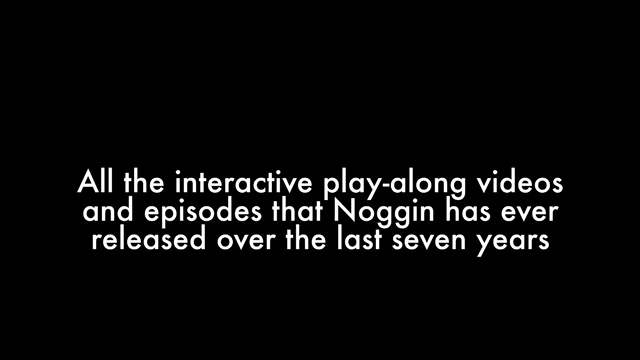 All the interactive play-along videos
and episodes that Noggin has ever
released over the last seven years